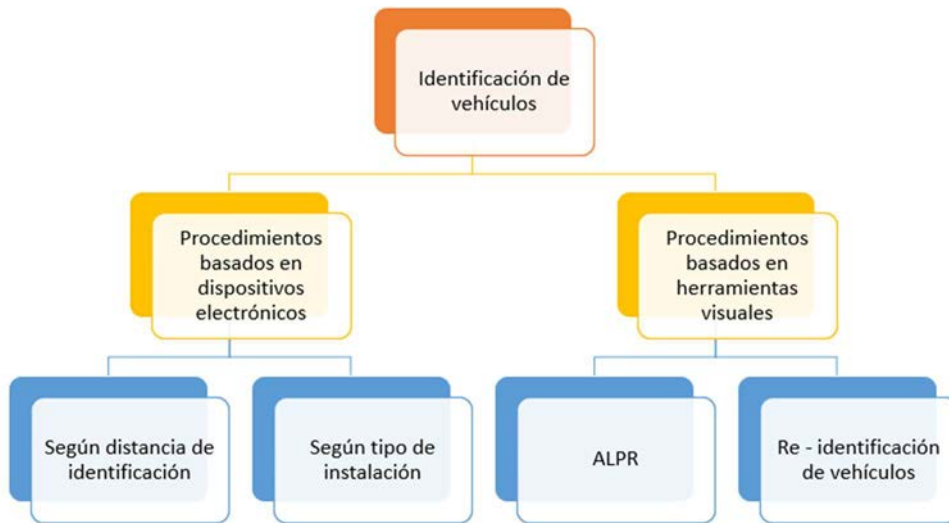 Identificación de
vehículos
Procedimientos
basados en
dispositivos
electrónicos
Procedimientos
basados en
herramientas
visuales
Según distancia de
identificación
Según tipo de
instalación
ALPR
Re - identificación
de vehículos